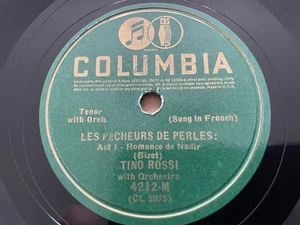 COLUMBIA
Tenor
with Orch.
(Sung in French)
LES PECHEURS DE PERLES:
Act I - Romance de Nadir
(Bizet)
TINO ROSSI
with Orchestra
4212-M
(CL 5975)